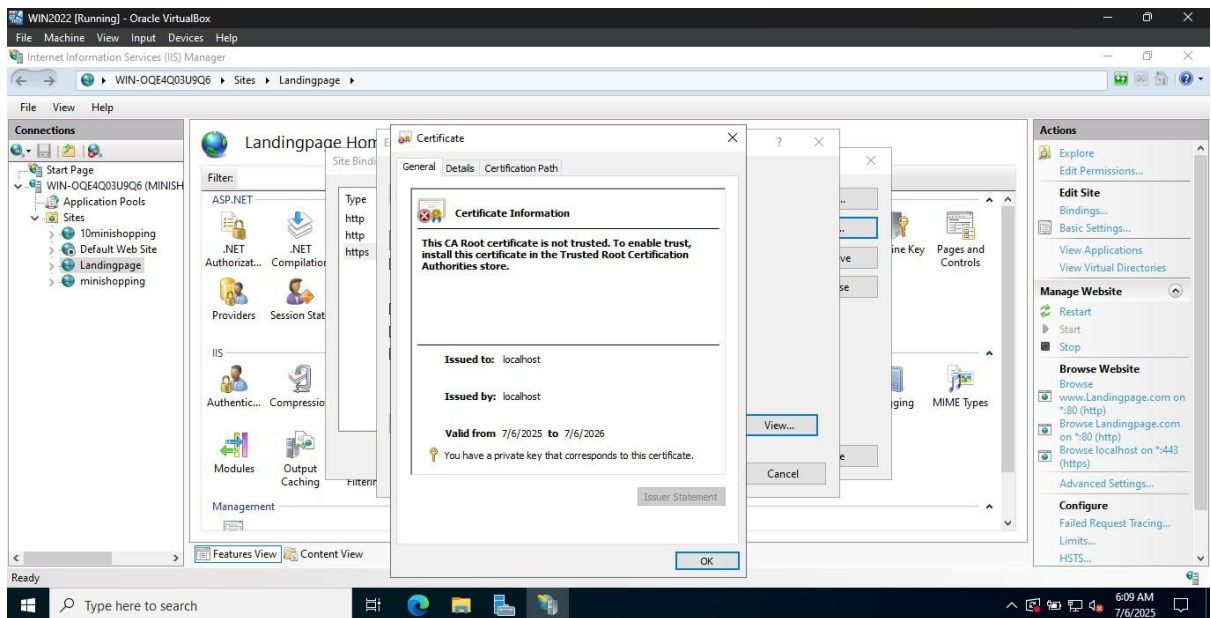 WIN2022 [Running] - Oracle VirtualBox
File Machine View Input Devices Help
Internet Information Services (IIS) Manager
WIN-OQE4Q03U9Q6 Sites Landingpage
File View Help
Connections
Start Page
WIN-OQE4Q03U9Q6 (MINISH
Application Pools
Sites
10minishopping
Default Web Site
Landingpage
minishopping
Landingpage Hom
Filter:
ASP.NET
.NET Authorizat...
.NET Compilation
Providers
Session Stat
IIS
Authentic...
Compressio
Modules
Output Caching
Filterin
Management
Features View
Content View
Site Bindi
Type
http
http
https
Certificate
General Details Certification Path
Certificate Information
This CA Root certificate is not trusted. To enable trust,
install this certificate in the Trusted Root Certification
Authorities store.
Issued to: localhost
Issued by: localhost
Valid from 7/6/2025 to 7/6/2026
You have a private key that corresponds to this certificate.
Issuer Statement
OK
?
View...
Cancel
...
...
ve
se
e
ine Key
Pages and Controls
ging
MIME Types
Actions
Explore
Edit Permissions...
Edit Site
Bindings...
Basic Settings...
View Applications
View Virtual Directories
Manage Website
Restart
Start
Stop
Browse Website
Browse
www.Landingpage.com on
*:80 (http)
Browse Landingpage.com
on *:80 (http)
Browse localhost on *:443
(https)
Advanced Settings...
Configure
Failed Request Tracing...
Limits...
HSTS...
Ready
Type here to search
6:09 AM
7/6/2025